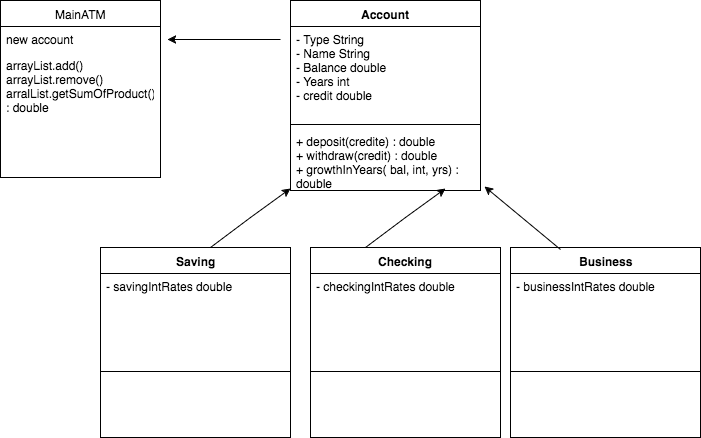 MainATM
new account
arrayList.add()
arrayList.remove()
arralList.getSumOfProduct()
: double
Account
- Type String
- Name String
- Balance double
- Years int
- credit double
+ deposit(credite) : double
+ withdraw(credit) : double
+ growthInYears( bal, int, yrs) :
double
Saving
- savingIntRates double
Checking
- checkingIntRates double
Business
- businessIntRates double